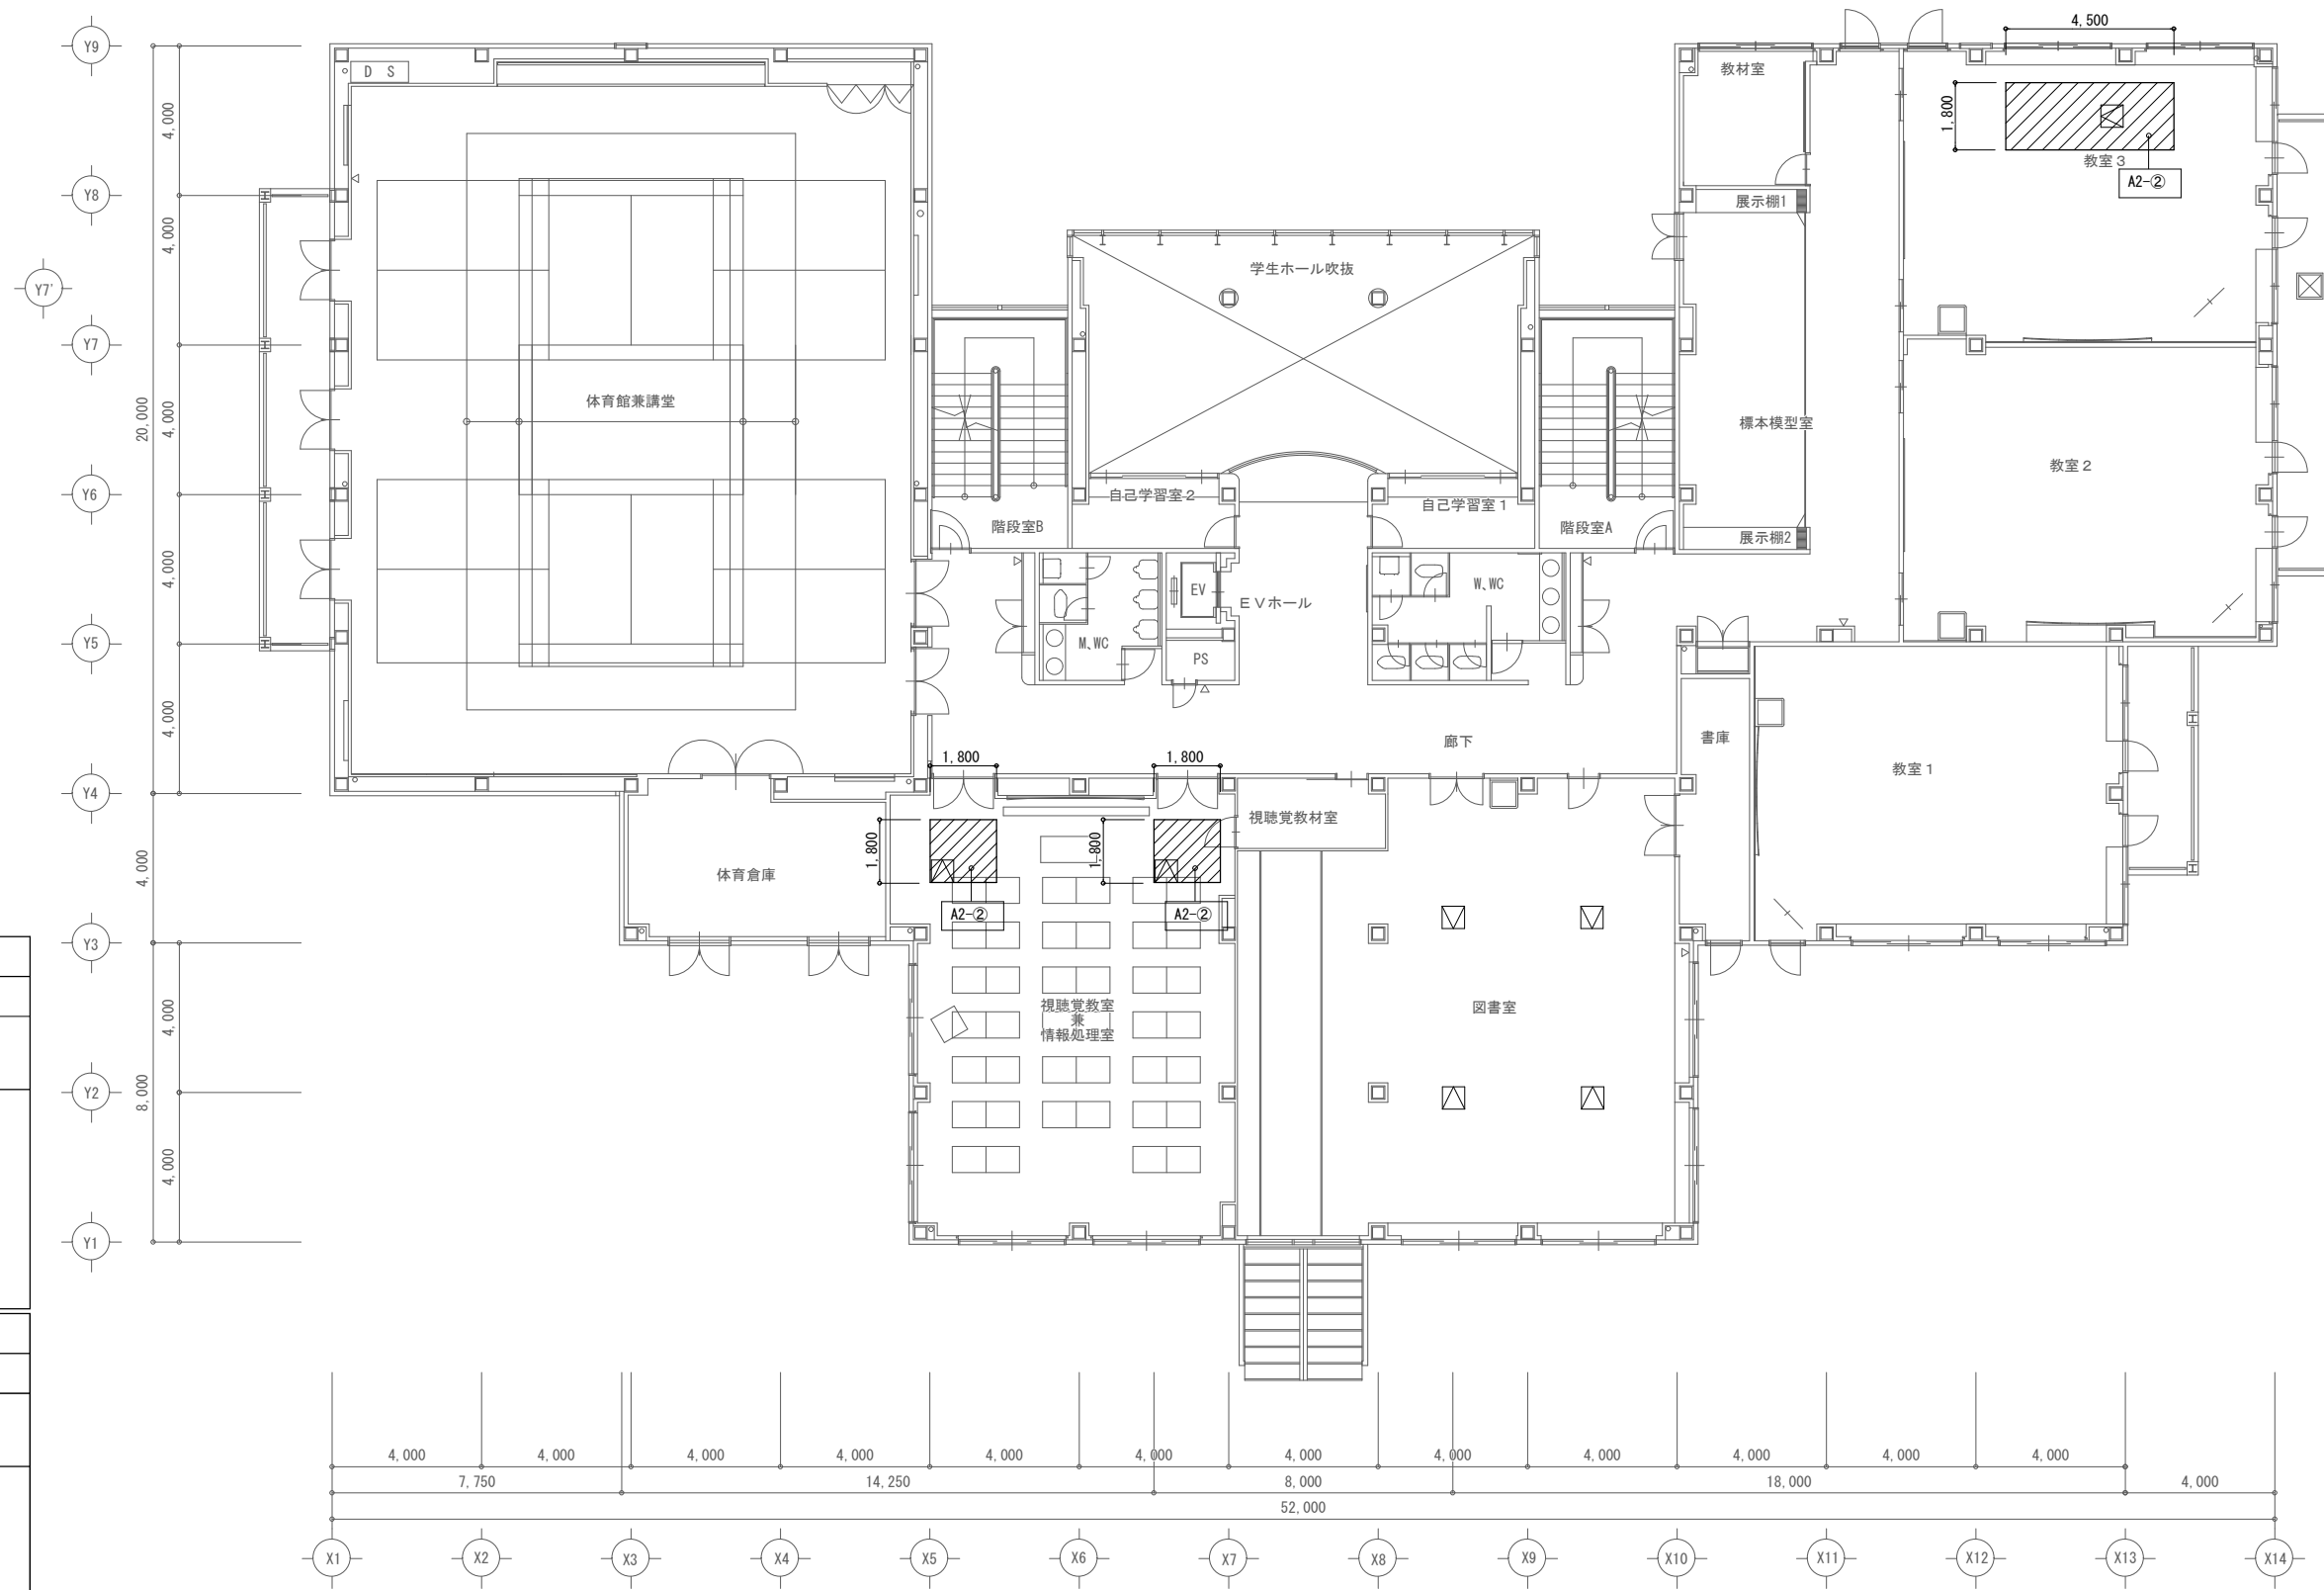 4,500
Y9
D S
教材室
1,800
4,000
教室3
A2-②
Y8
展示棚1
4,000
学生ホール吹抜
Y7'
Y7
体育館兼講堂
20,000
4,000
標本模型室
教室2
Y6
自己学習室2
自己学習室1
階段室B
階段室A
展示棚2
4,000
EV
W、WC
EVホール
Y5
M、WC
PS
4,000
廊下
書庫
1,800
1,800
教室1
Y4
視聴覚教材室
1,800
1,800
4,000
体育倉庫
A2-②
A2-②
Y3
視聴覚教室
兼
情報処理室
図書室
4,000
8,000
Y2
4,000
Y1
4,000 4,000 4,000 4,000 4,000 4,000 4,000 4,000 4,000 4,000 4,000 4,000
7,750 14,250 8,000 18,000 4,000
52,000
X1 X2 X3 X4 X5 X6 X7 X8 X9 X10 X11 X12 X13 X14